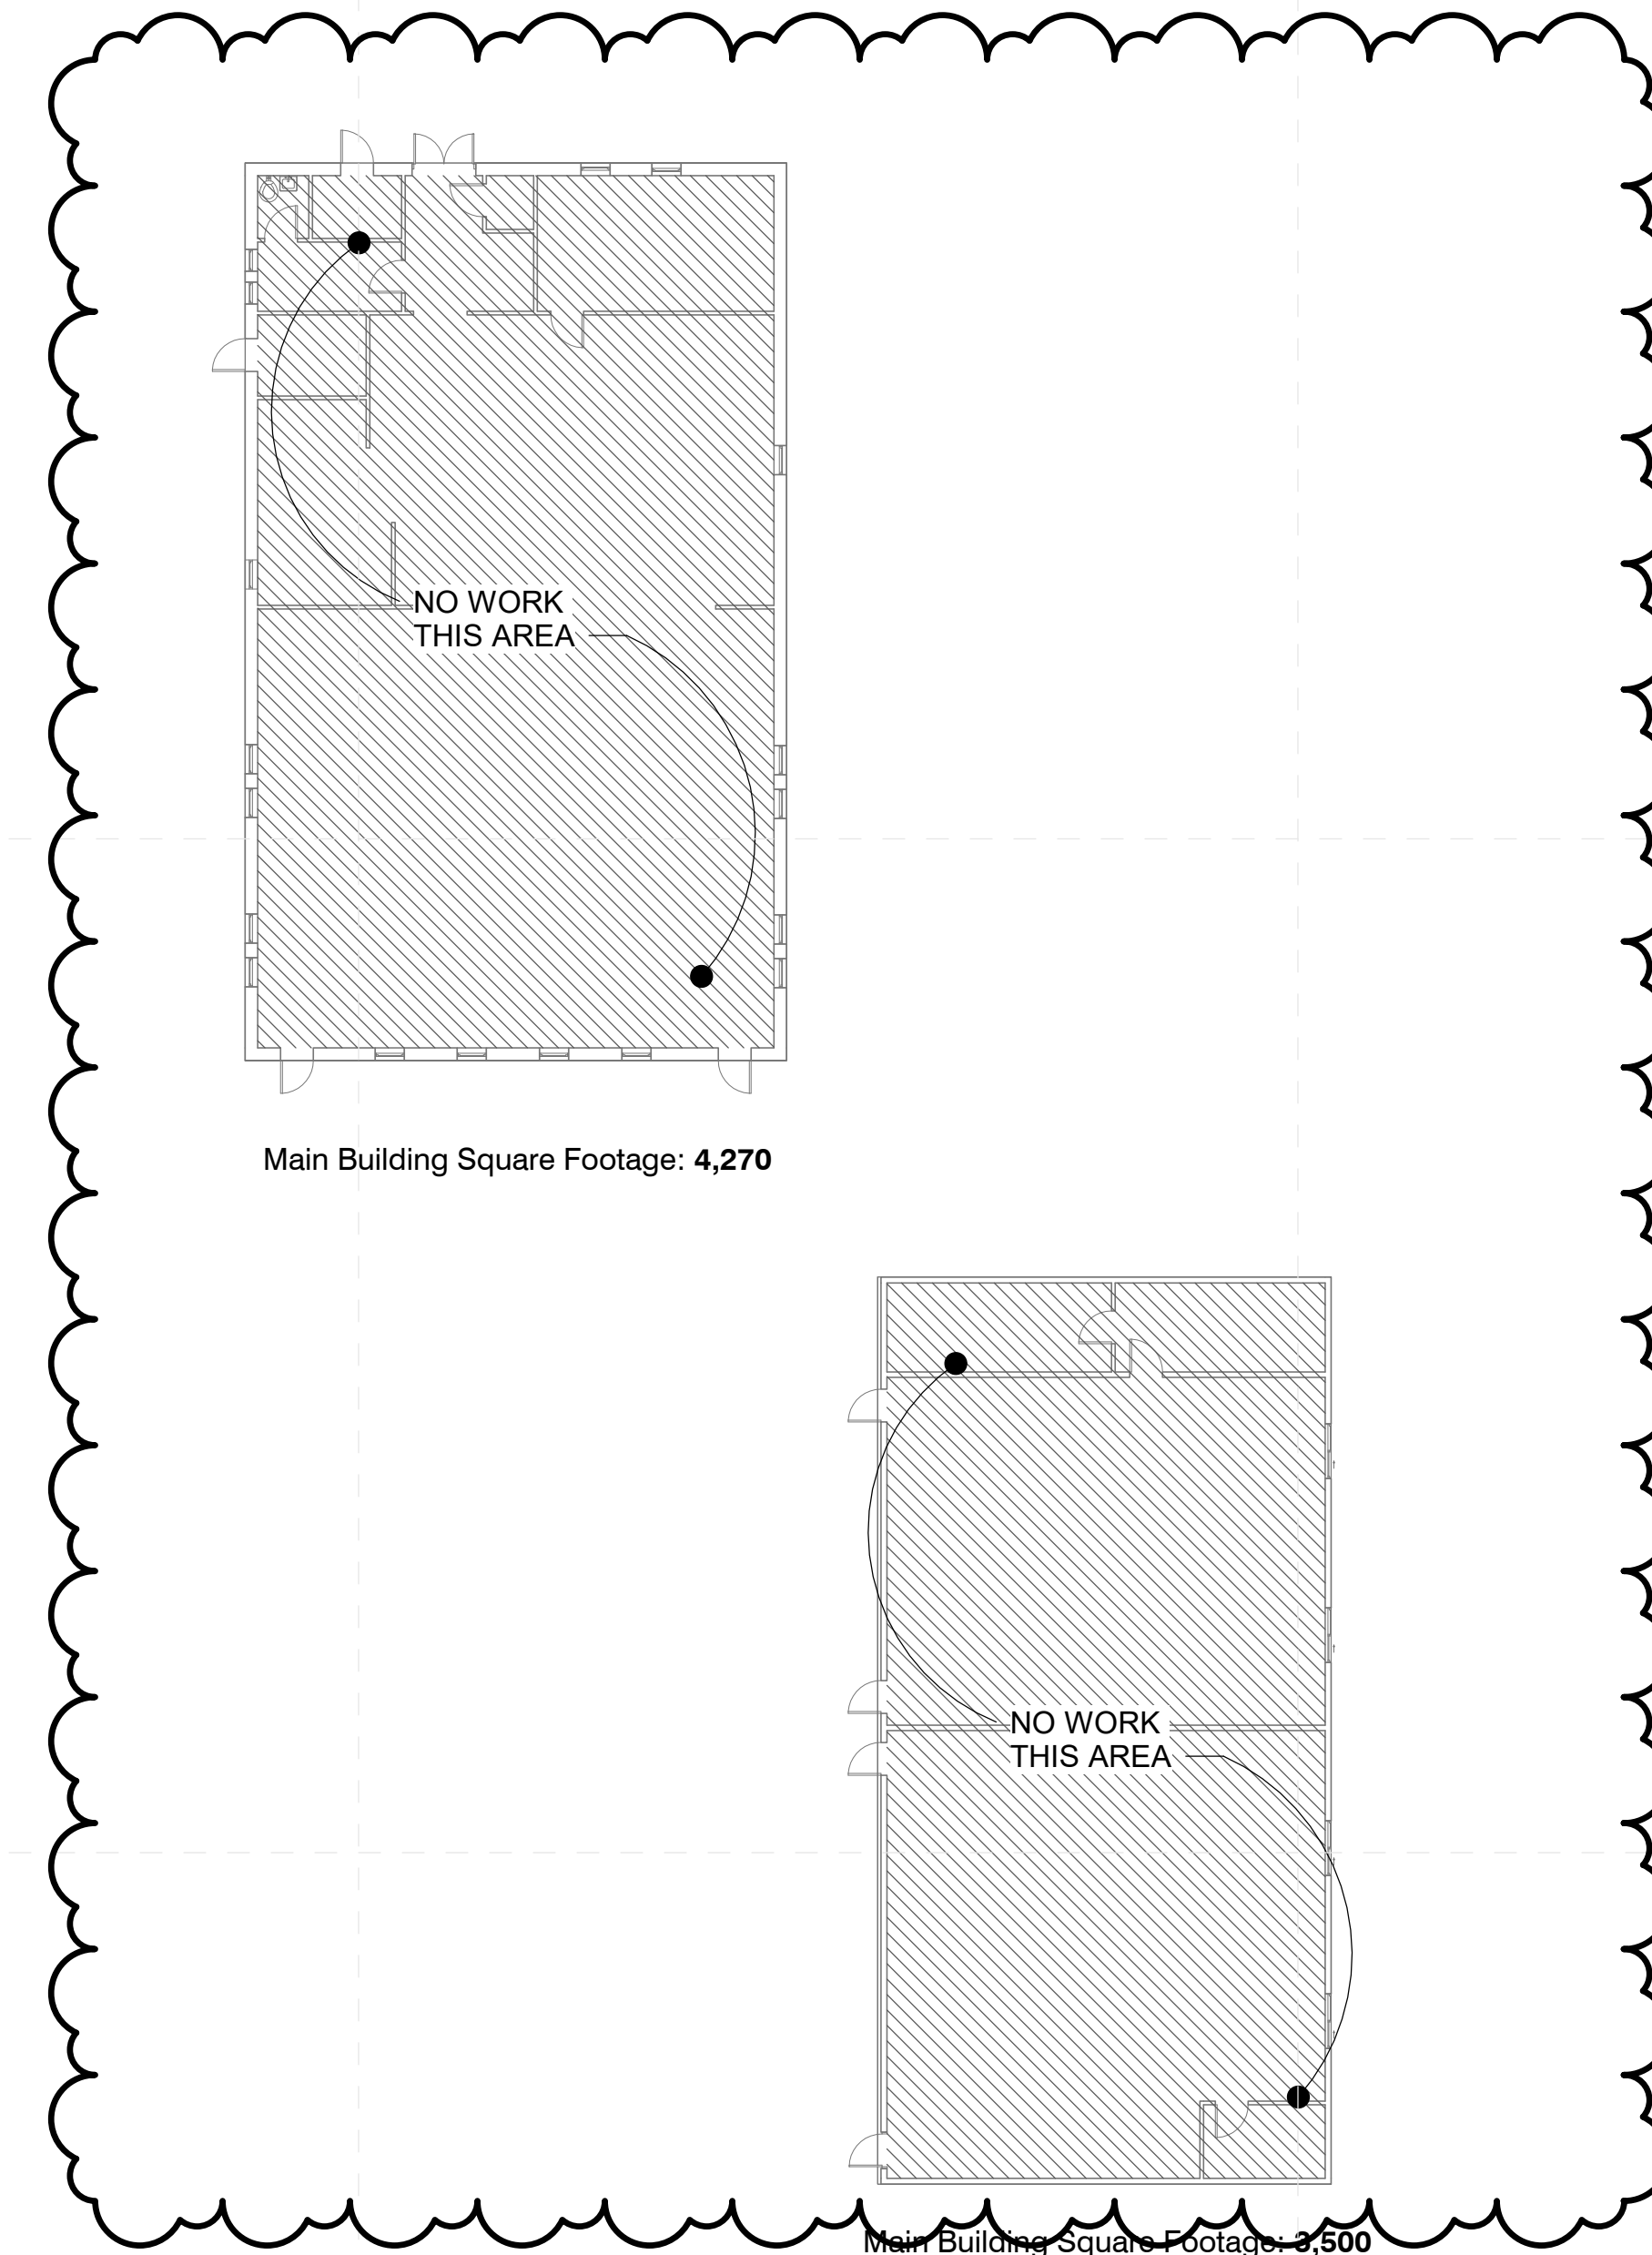 NO WORK
THIS AREA
Main Building Square Footage: 4,270
NO WORK
THIS AREA
Main Building Square Footage: 3,500